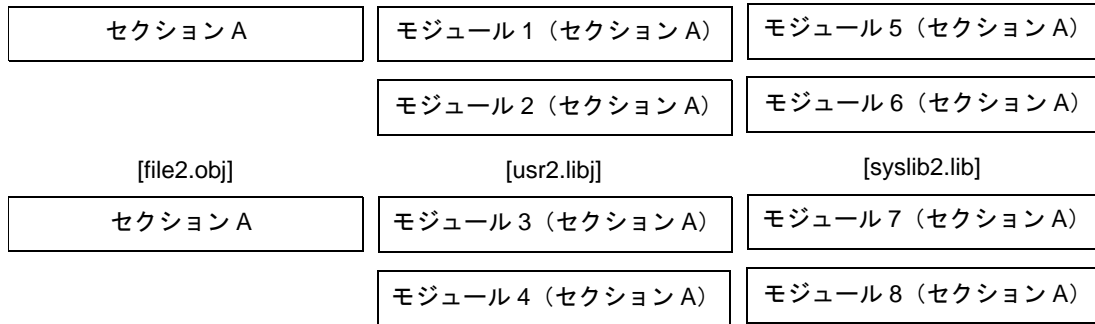 セクション A
モジュール 1（セクション A）
モジュール 5（セクション A）
モジュール 2（セクション A）
モジュール 6（セクション A）
[file2.obj]
[usr2.libj]
[syslib2.lib]
セクション A
モジュール 3（セクション A）
モジュール 7（セクション A）
モジュール 4（セクション A）
モジュール 8（セクション A）